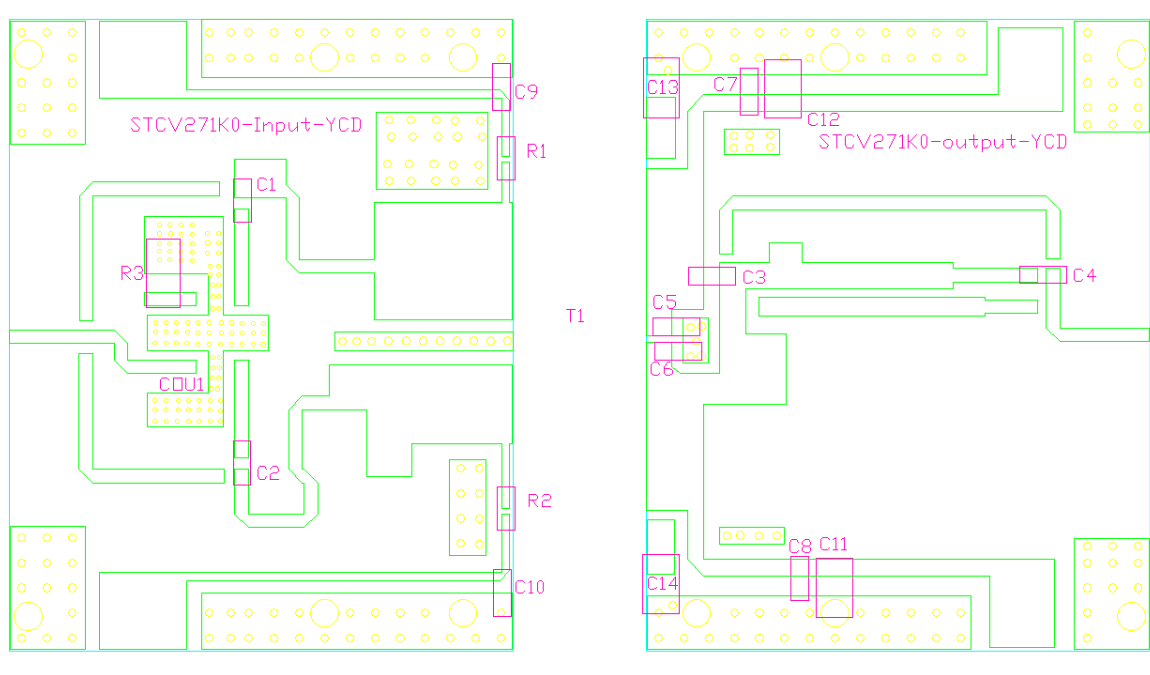 C9
STCV271K0-Input-YCD
R1
C1
R3
COU1
C2
R2
C10
T1
C13
C7
C12
STCV271K0-output-YCD
C3
C4
C5
C6
C8
C11
C14